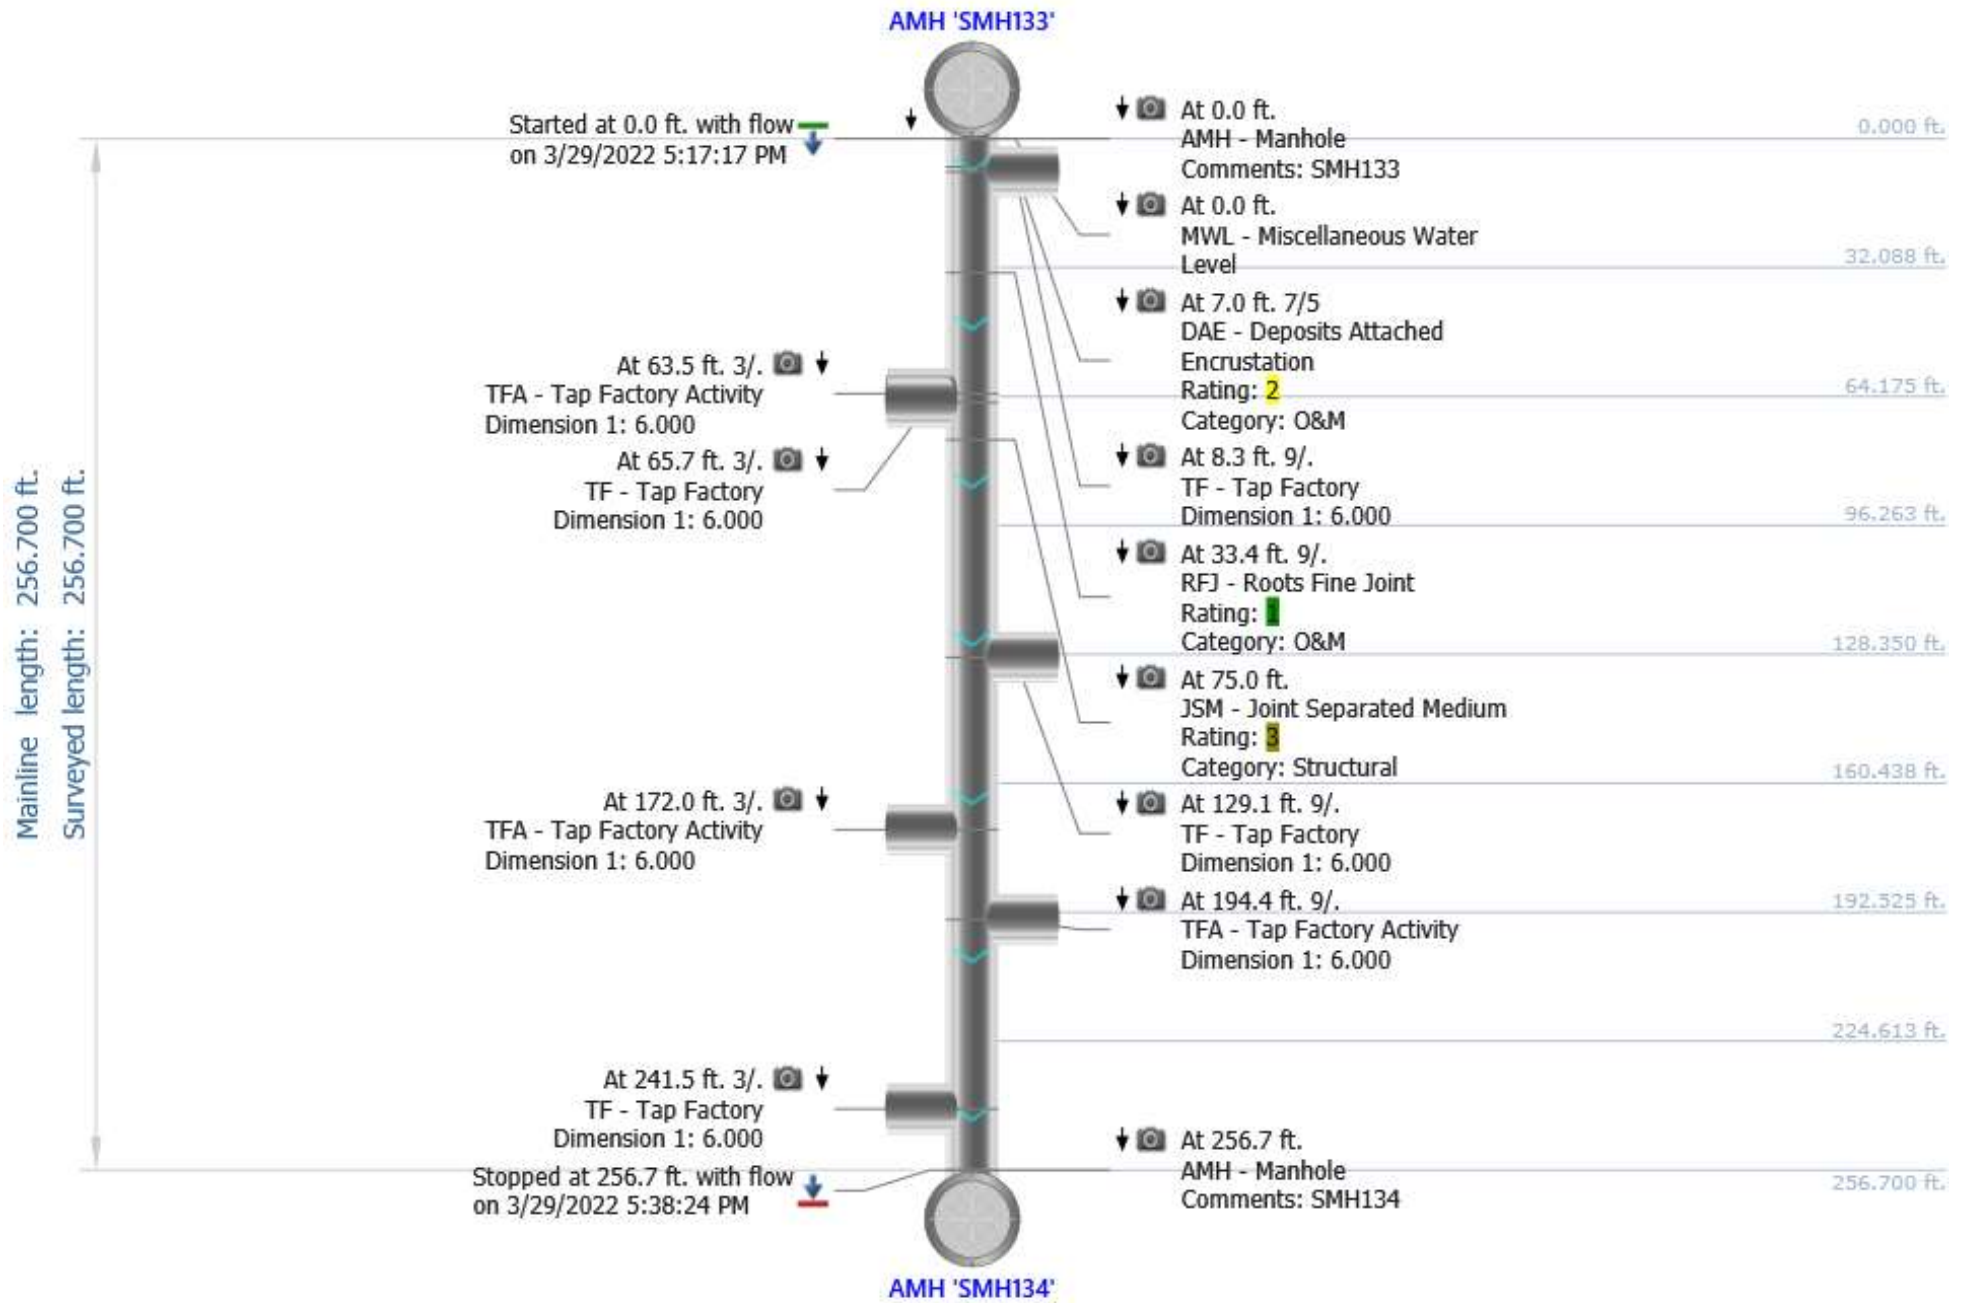 AMH 'SMH133'
Started at 0.0 ft. with flow
on 3/29/2022 5:17:17 PM
At 0.0 ft.
AMH - Manhole
Comments: SMH133
0.000 ft.
At 0.0 ft.
MWL - Miscellaneous Water
Level
32.088 ft.
At 7.0 ft. 7/5
DAE - Deposits Attached
Encrustation
Rating: 2
Category: O&M
64.175 ft.
At 63.5 ft. 3/.
TFA - Tap Factory Activity
Dimension 1: 6.000
At 65.7 ft. 3/.
TF - Tap Factory
Dimension 1: 6.000
At 8.3 ft. 9/.
TF - Tap Factory
Dimension 1: 6.000
96.263 ft.
At 33.4 ft. 9/.
RFJ - Roots Fine Joint
Rating: 1
Category: O&M
128.350 ft.
At 75.0 ft.
JSM - Joint Separated Medium
Rating: 3
Category: Structural
160.438 ft.
Mainline length: 256.700 ft.
Surveyed length: 256.700 ft.
At 172.0 ft. 3/.
TFA - Tap Factory Activity
Dimension 1: 6.000
At 129.1 ft. 9/.
TF - Tap Factory
Dimension 1: 6.000
At 194.4 ft. 9/.
TFA - Tap Factory Activity
Dimension 1: 6.000
192.525 ft.
224.613 ft.
At 241.5 ft. 3/.
TF - Tap Factory
Dimension 1: 6.000
Stopped at 256.7 ft. with flow
on 3/29/2022 5:38:24 PM
At 256.7 ft.
AMH - Manhole
Comments: SMH134
256.700 ft.
AMH 'SMH134'